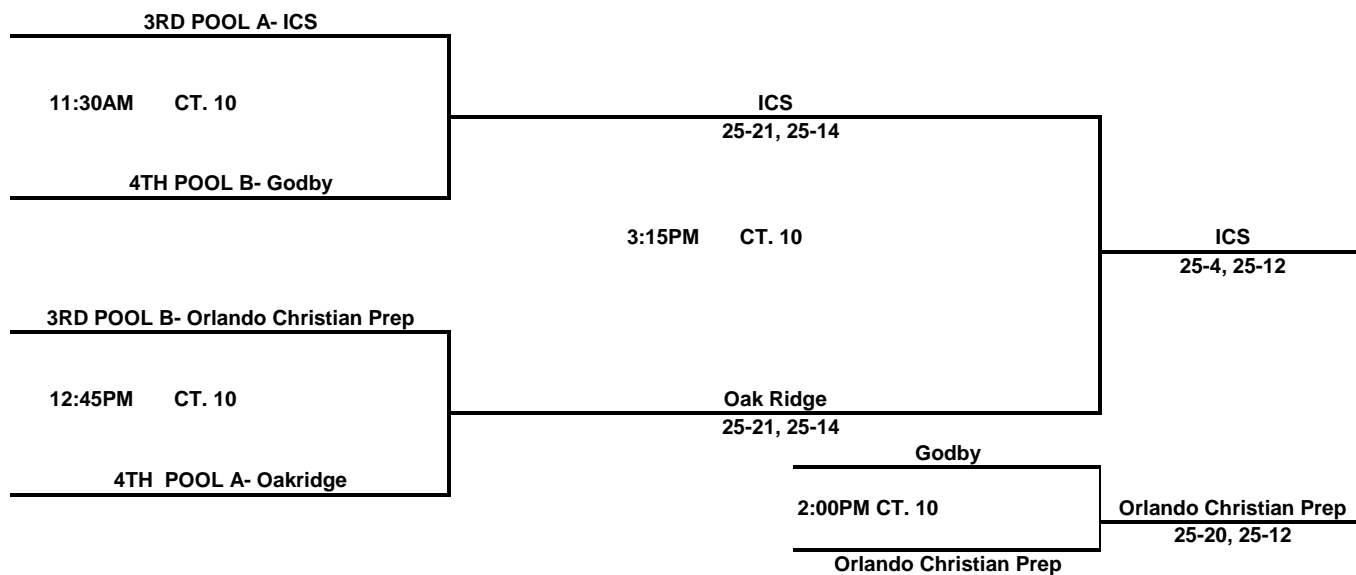 3RD POOL A- ICS
11:30AM CT. 10
ICS
25-21, 25-14
4TH POOL B- Godby
3:15PM CT. 10
ICS
25-4, 25-12
3RD POOL B- Orlando Christian Prep
12:45PM CT. 10
Oak Ridge
25-21, 25-14
4TH POOL A- Oakridge
Godby
2:00PM CT. 10
Orlando Christian Prep
25-20, 25-12
Orlando Christian Prep